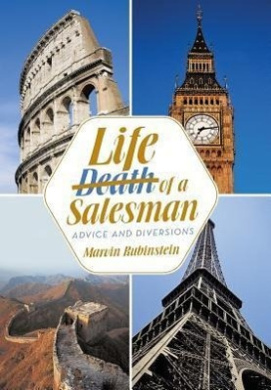 Life
Death of a
Salesman
ADVICE AND DIVERSIONS
Marvin Rubinstein